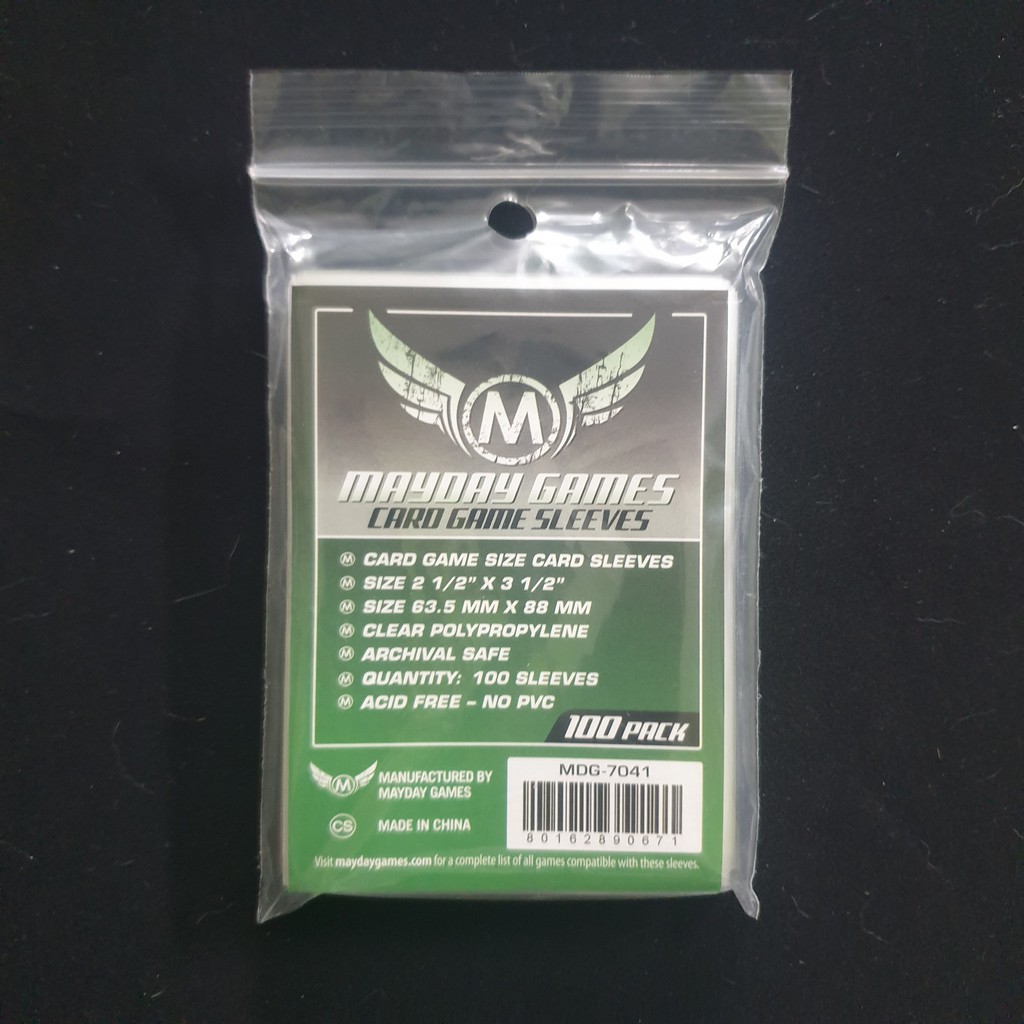 M
MAYDAY GAMES
CARD GAME SLEEVES
M CARD GAME SIZE CARD SLEEVES
M SIZE 2 1/2" X 3 1/2"
M SIZE 63.5 MM X 88 MM
M CLEAR POLYPROPYLENE
M ARCHIVAL SAFE
M QUANTITY: 100 SLEEVES
M ACID FREE – NO PVC
100 PACK
M
MANUFACTURED BY
MAYDAY GAMES
CS MADE IN CHINA
MDG-7041
80162890671
Visit maydaygames.com for a complete list of all games compatible with these sleeves.